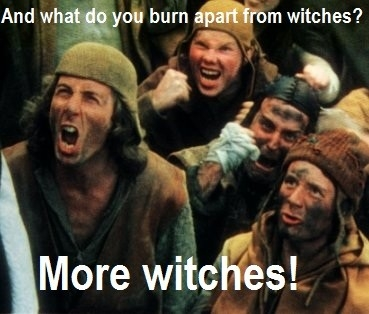 And what do you burn apart from witches?
More witches!